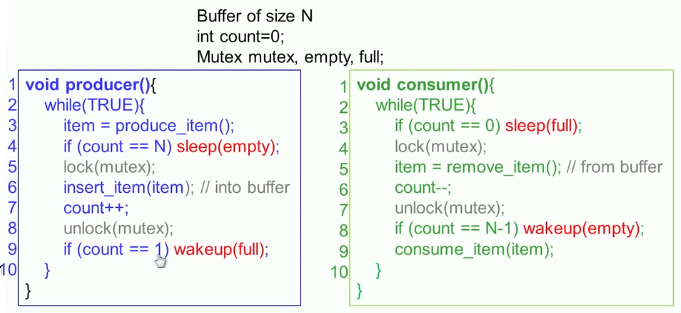 Buffer of size N
int count=0;
Mutex mutex, empty, full;
1 void producer(){
2 while(TRUE){
3 item = produce_item();
4 if (count == N) sleep(empty);
5 lock(mutex);
6 insert_item(item); // into buffer
7 count++;
8 unlock(mutex);
9 if (count == 1) wakeup(full);
10 }
}
1 void consumer(){
2 while(TRUE){
3 if (count == 0) sleep(full);
4 lock(mutex);
5 item = remove_item(); // from buffer
6 count--;
7 unlock(mutex);
8 if (count == N-1) wakeup(empty);
9 consume_item(item);
10 }
}